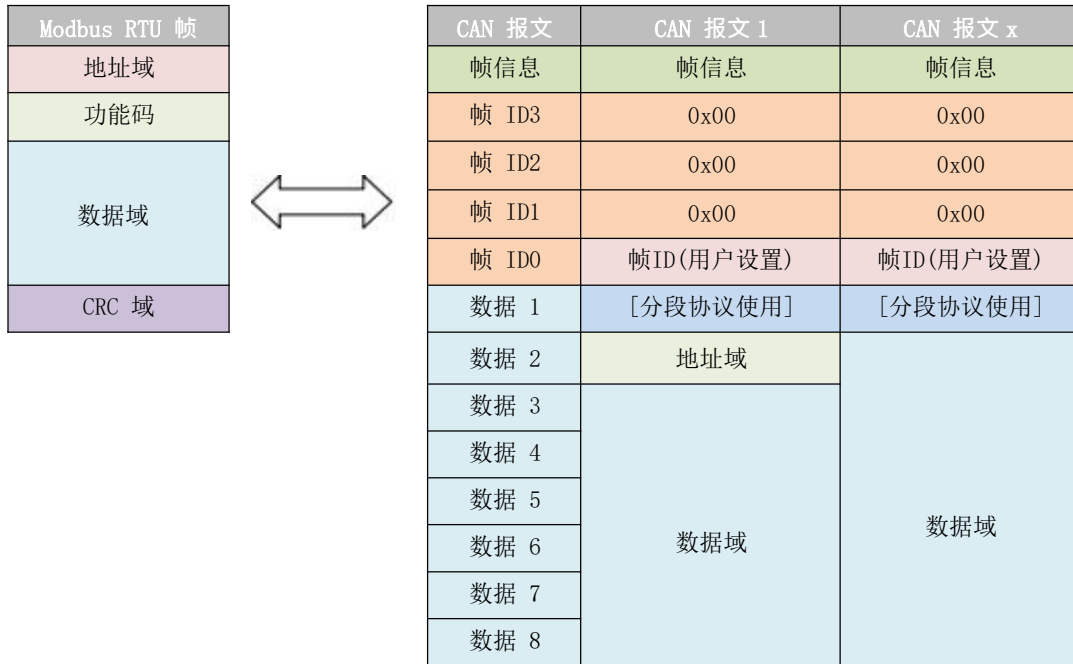 Modbus RTU 帧
地址域
功能码
数据域
CRC 域
CAN 报文 CAN 报文 1 CAN 报文 x
帧信息 帧信息 帧信息
帧 ID3 0x00 0x00
帧 ID2 0x00 0x00
帧 ID1 0x00 0x00
帧 ID0 帧ID(用户设置) 帧ID(用户设置)
数据 1 [分段协议使用] [分段协议使用]
数据 2 地址域
数据 3
数据 4
数据 5
数据 6 数据域 数据域
数据 7
数据 8